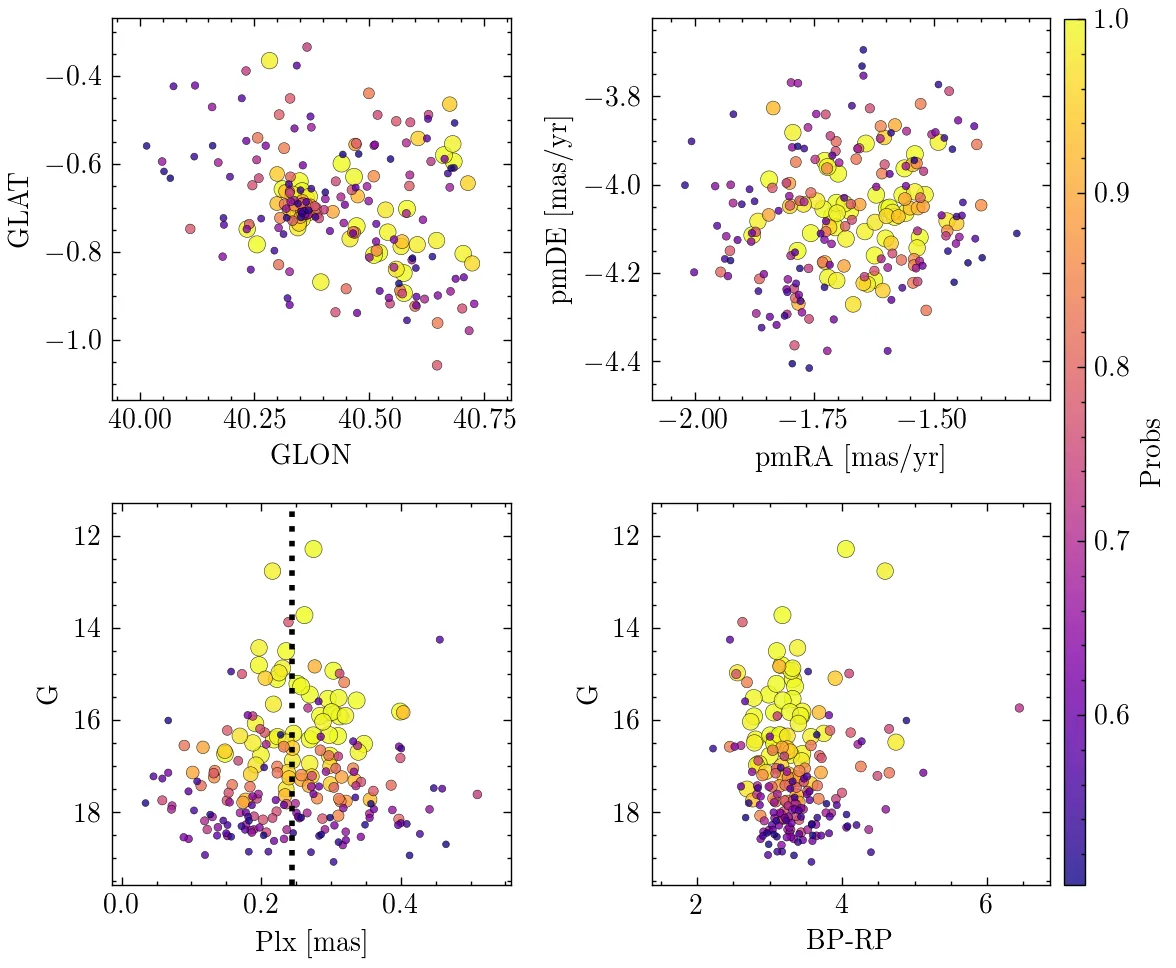 −0.4
−0.6
−0.8
−1.0
GLAT
40.00 40.25 40.50 40.75
GLON
−3.8
−4.0
−4.2
−4.4
pmDE [mas/yr]
−2.00 −1.75 −1.50
pmRA [mas/yr]
12
14
16
18
G
0.0 0.2 0.4
Plx [mas]
12
14
16
18
G
2 4 6
BP-RP
1.0
0.9
0.8
0.7
0.6
Probs